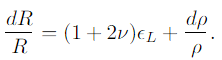 dR/R = (1 + 2ν)ϵ_L + dρ/ρ.